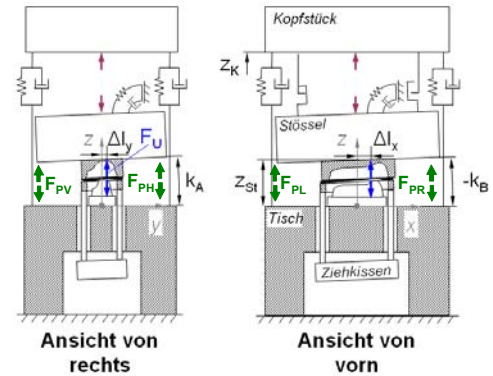 Kopfstück
z_K
Stössel
z Δl_y F_U
z Δl_x
F_PV F_PH k_A
z_St F_PL F_PR -k_B
y
Tisch x
Ziehkissen
Ansicht von rechts
Ansicht von vorn